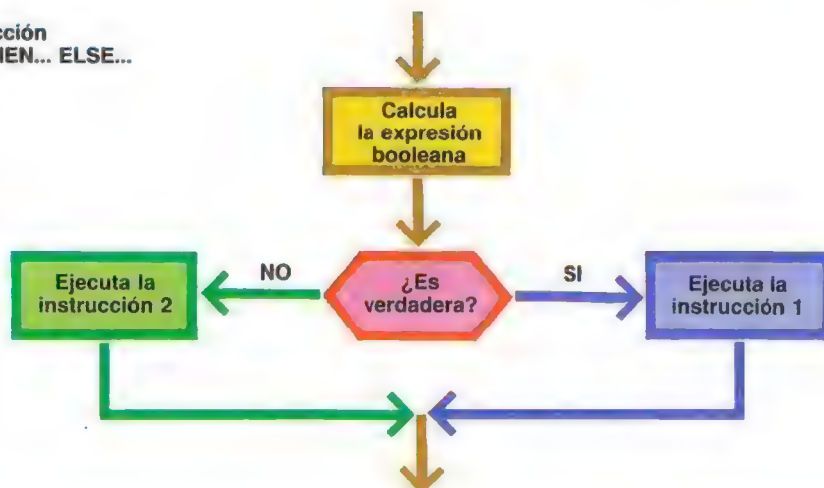 cción
HEN... ELSE...
Calcula
la expresión
booleana
NO
¿Es
verdadera?
SI
Ejecuta la
instrucción 2
Ejecuta la
instrucción 1